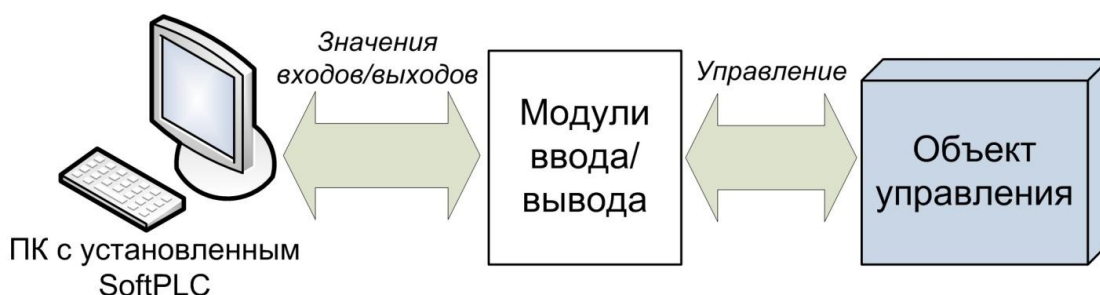 Значения
входов/выходов
Управление
Модули
ввода/
вывода
Объект
управления
ПК с установленным
SoftPLC